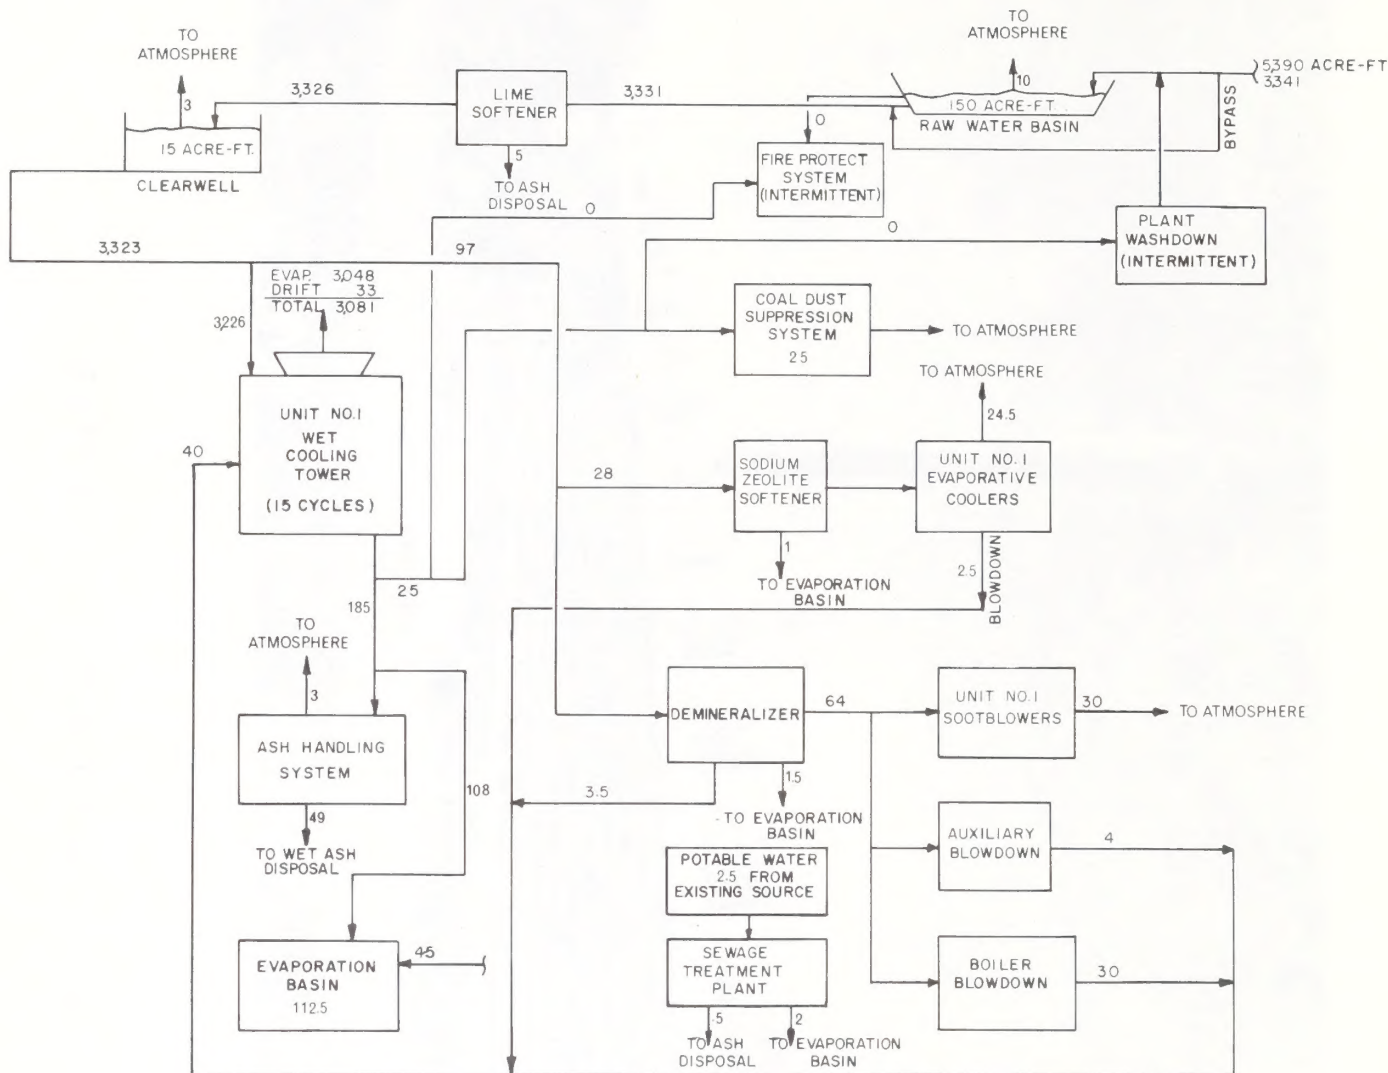 TO
ATMOSPHERE
3
15 ACRE-FT.
CLEARWELL
3,326
LIME
SOFTENER
5
TO ASH
DISPOSAL
3,331
TO
ATMOSPHERE
10
150 ACRE-FT.
RAW WATER BASIN
5,390 ACRE-FT
3,341
BYPASS
0
FIRE PROTECT
SYSTEM
(INTERMITTENT)
0
0
PLANT
WASHDOWN
(INTERMITTENT)
3,323
97
EVAP. 3,048
DRIFT 33
TOTAL 3,081
3,226
COAL DUST
SUPPRESSION
SYSTEM
25
TO ATMOSPHERE
UNIT NO.1
WET
COOLING
TOWER
(15 CYCLES)
40
28
SODIUM
ZEOLITE
SOFTENER
1
TO EVAPORATION
BASIN
TO ATMOSPHERE
24.5
UNIT NO.1
EVAPORATIVE
COOLERS
2.5
BLOWDOWN
25
185
TO
ATMOSPHERE
3
ASH HANDLING
SYSTEM
49
TO WET ASH
DISPOSAL
108
DEMINERALIZER
64
UNIT NO.1
SOOTBLOWERS
30
TO ATMOSPHERE
3.5
1.5
TO EVAPORATION
BASIN
AUXILIARY
BLOWDOWN
4
POTABLE WATER
2.5 FROM
EXISTING SOURCE
SEWAGE
TREATMENT
PLANT
.5
TO ASH
DISPOSAL
2
TO EVAPORATION
BASIN
BOILER
BLOWDOWN
30
EVAPORATION
BASIN
112.5
4.5